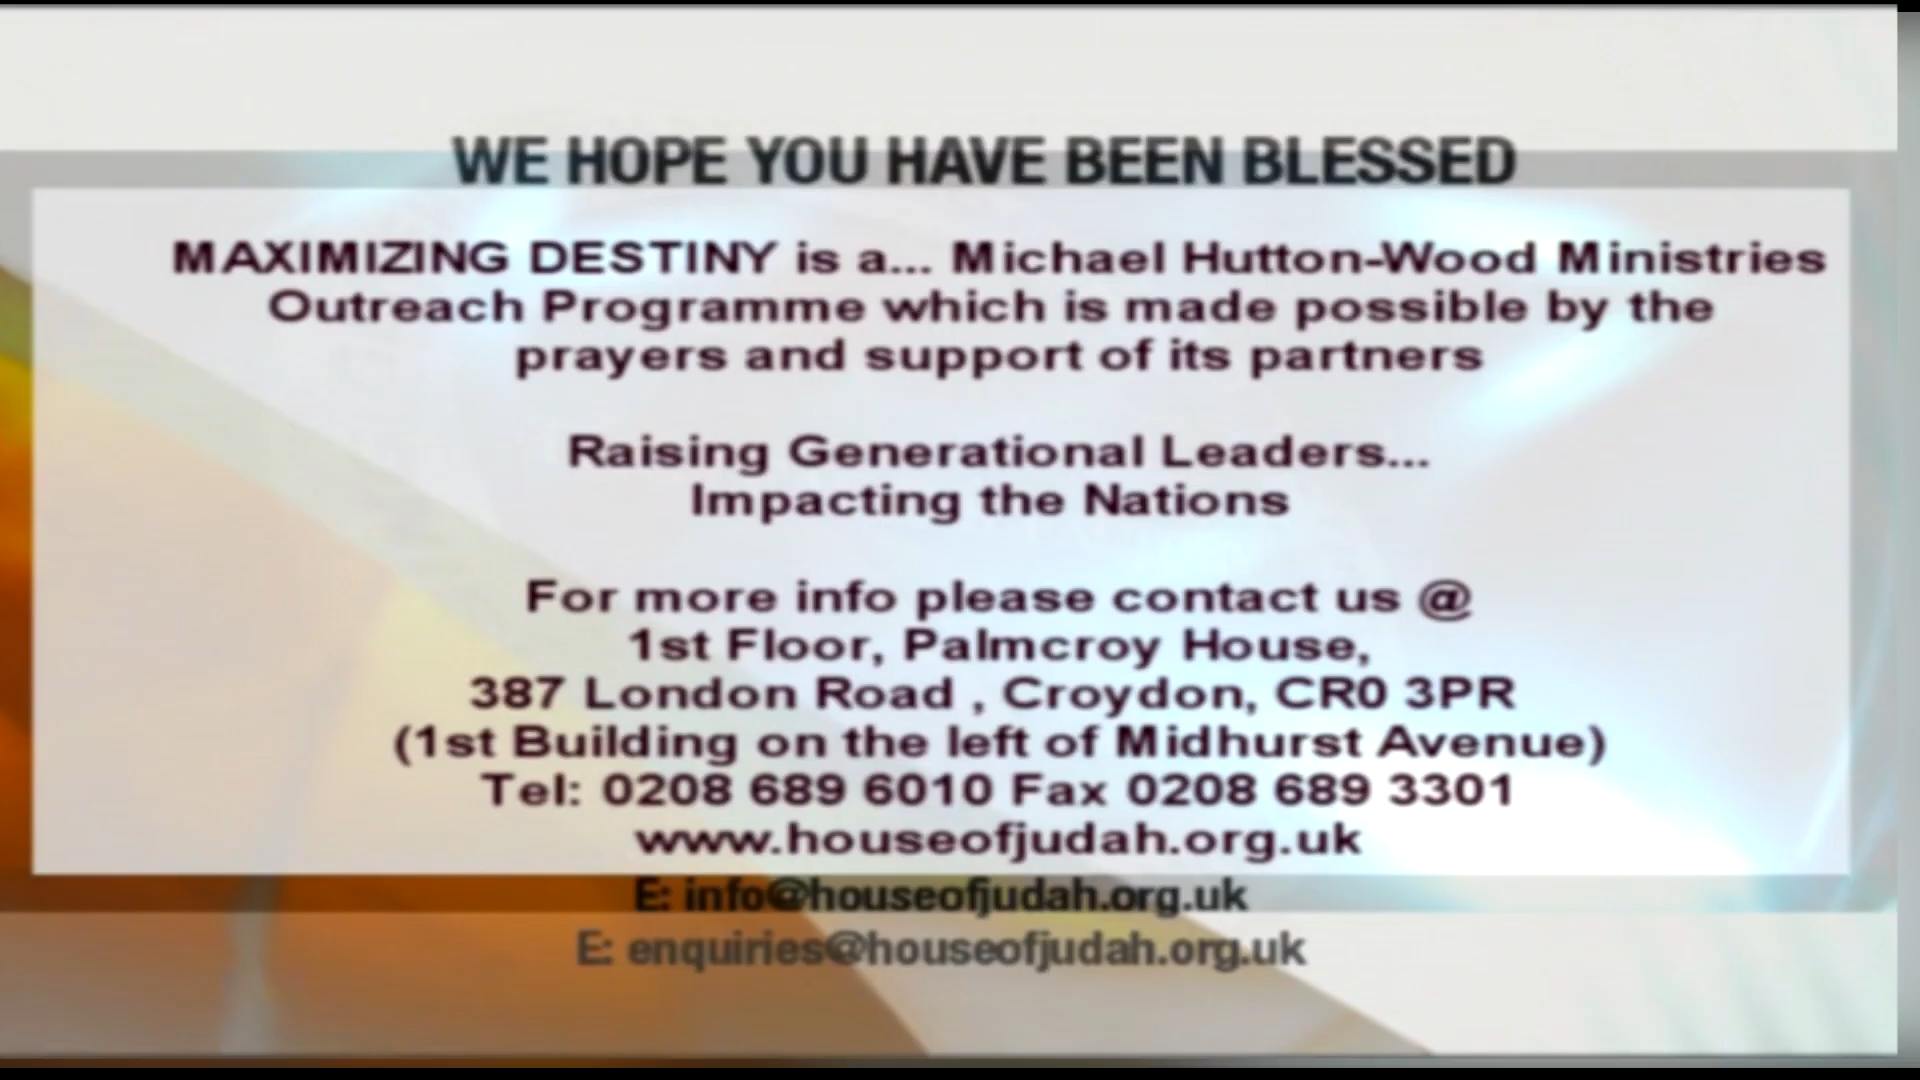 WE HOPE YOU HAVE BEEN BLESSED
MAXIMIZING DESTINY is a... Michael Hutton-Wood Ministries
Outreach Programme which is made possible by the
prayers and support of its partners
Raising Generational Leaders...
Impacting the Nations
For more info please contact us @
1st Floor, Palmcroy House,
387 London Road , Croydon, CR0 3PR
(1st Building on the left of Midhurst Avenue)
Tel: 0208 689 6010 Fax 0208 689 3301
www.houseofjudah.org.uk
E: info@houseofjudah.org.uk
E: enquiries@houseofjudah.org.uk